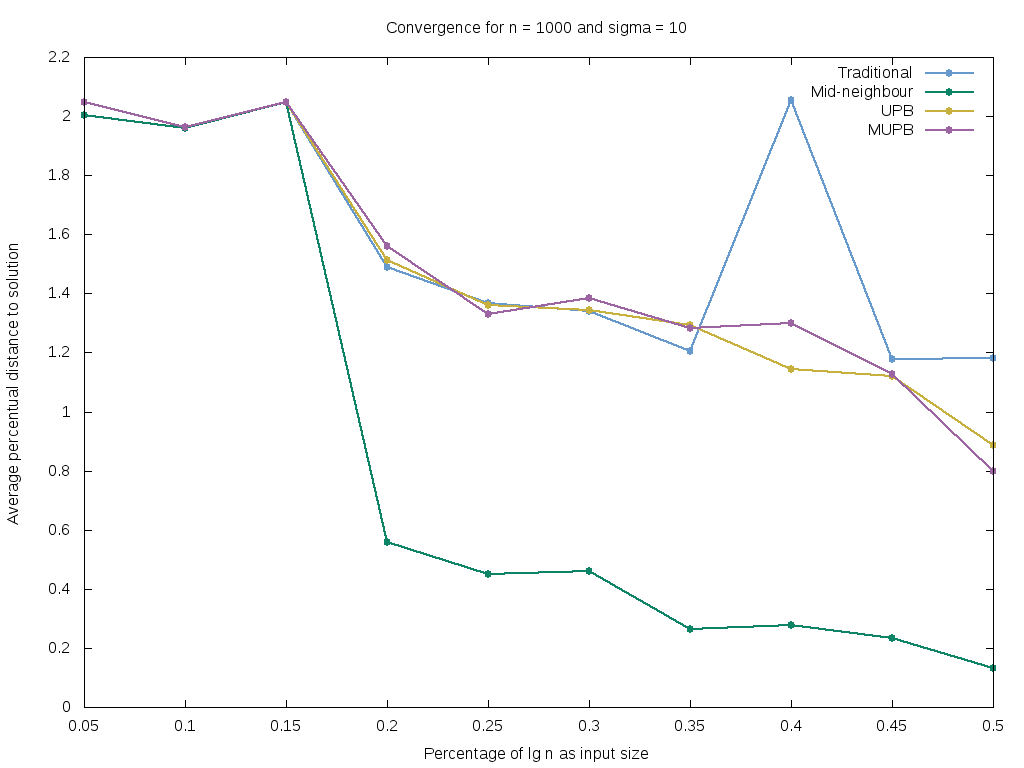 Convergence for n = 1000 and sigma = 10
2.2
2
1.8
1.6
1.4
1.2
1
0.8
0.6
0.4
0.2
0
Average percentual distance to solution
Traditional
Mid-neighbour
UPB
MUPB
0.05 0.1 0.15 0.2 0.25 0.3 0.35 0.4 0.45 0.5
Percentage of lg n as input size